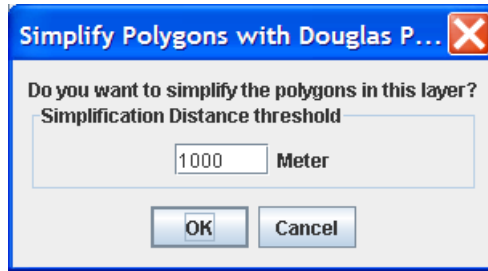 Simplify Polygons with Douglas P...
Do you want to simplify the polygons in this layer?
Simplification Distance threshold
1000 Meter
OK Cancel